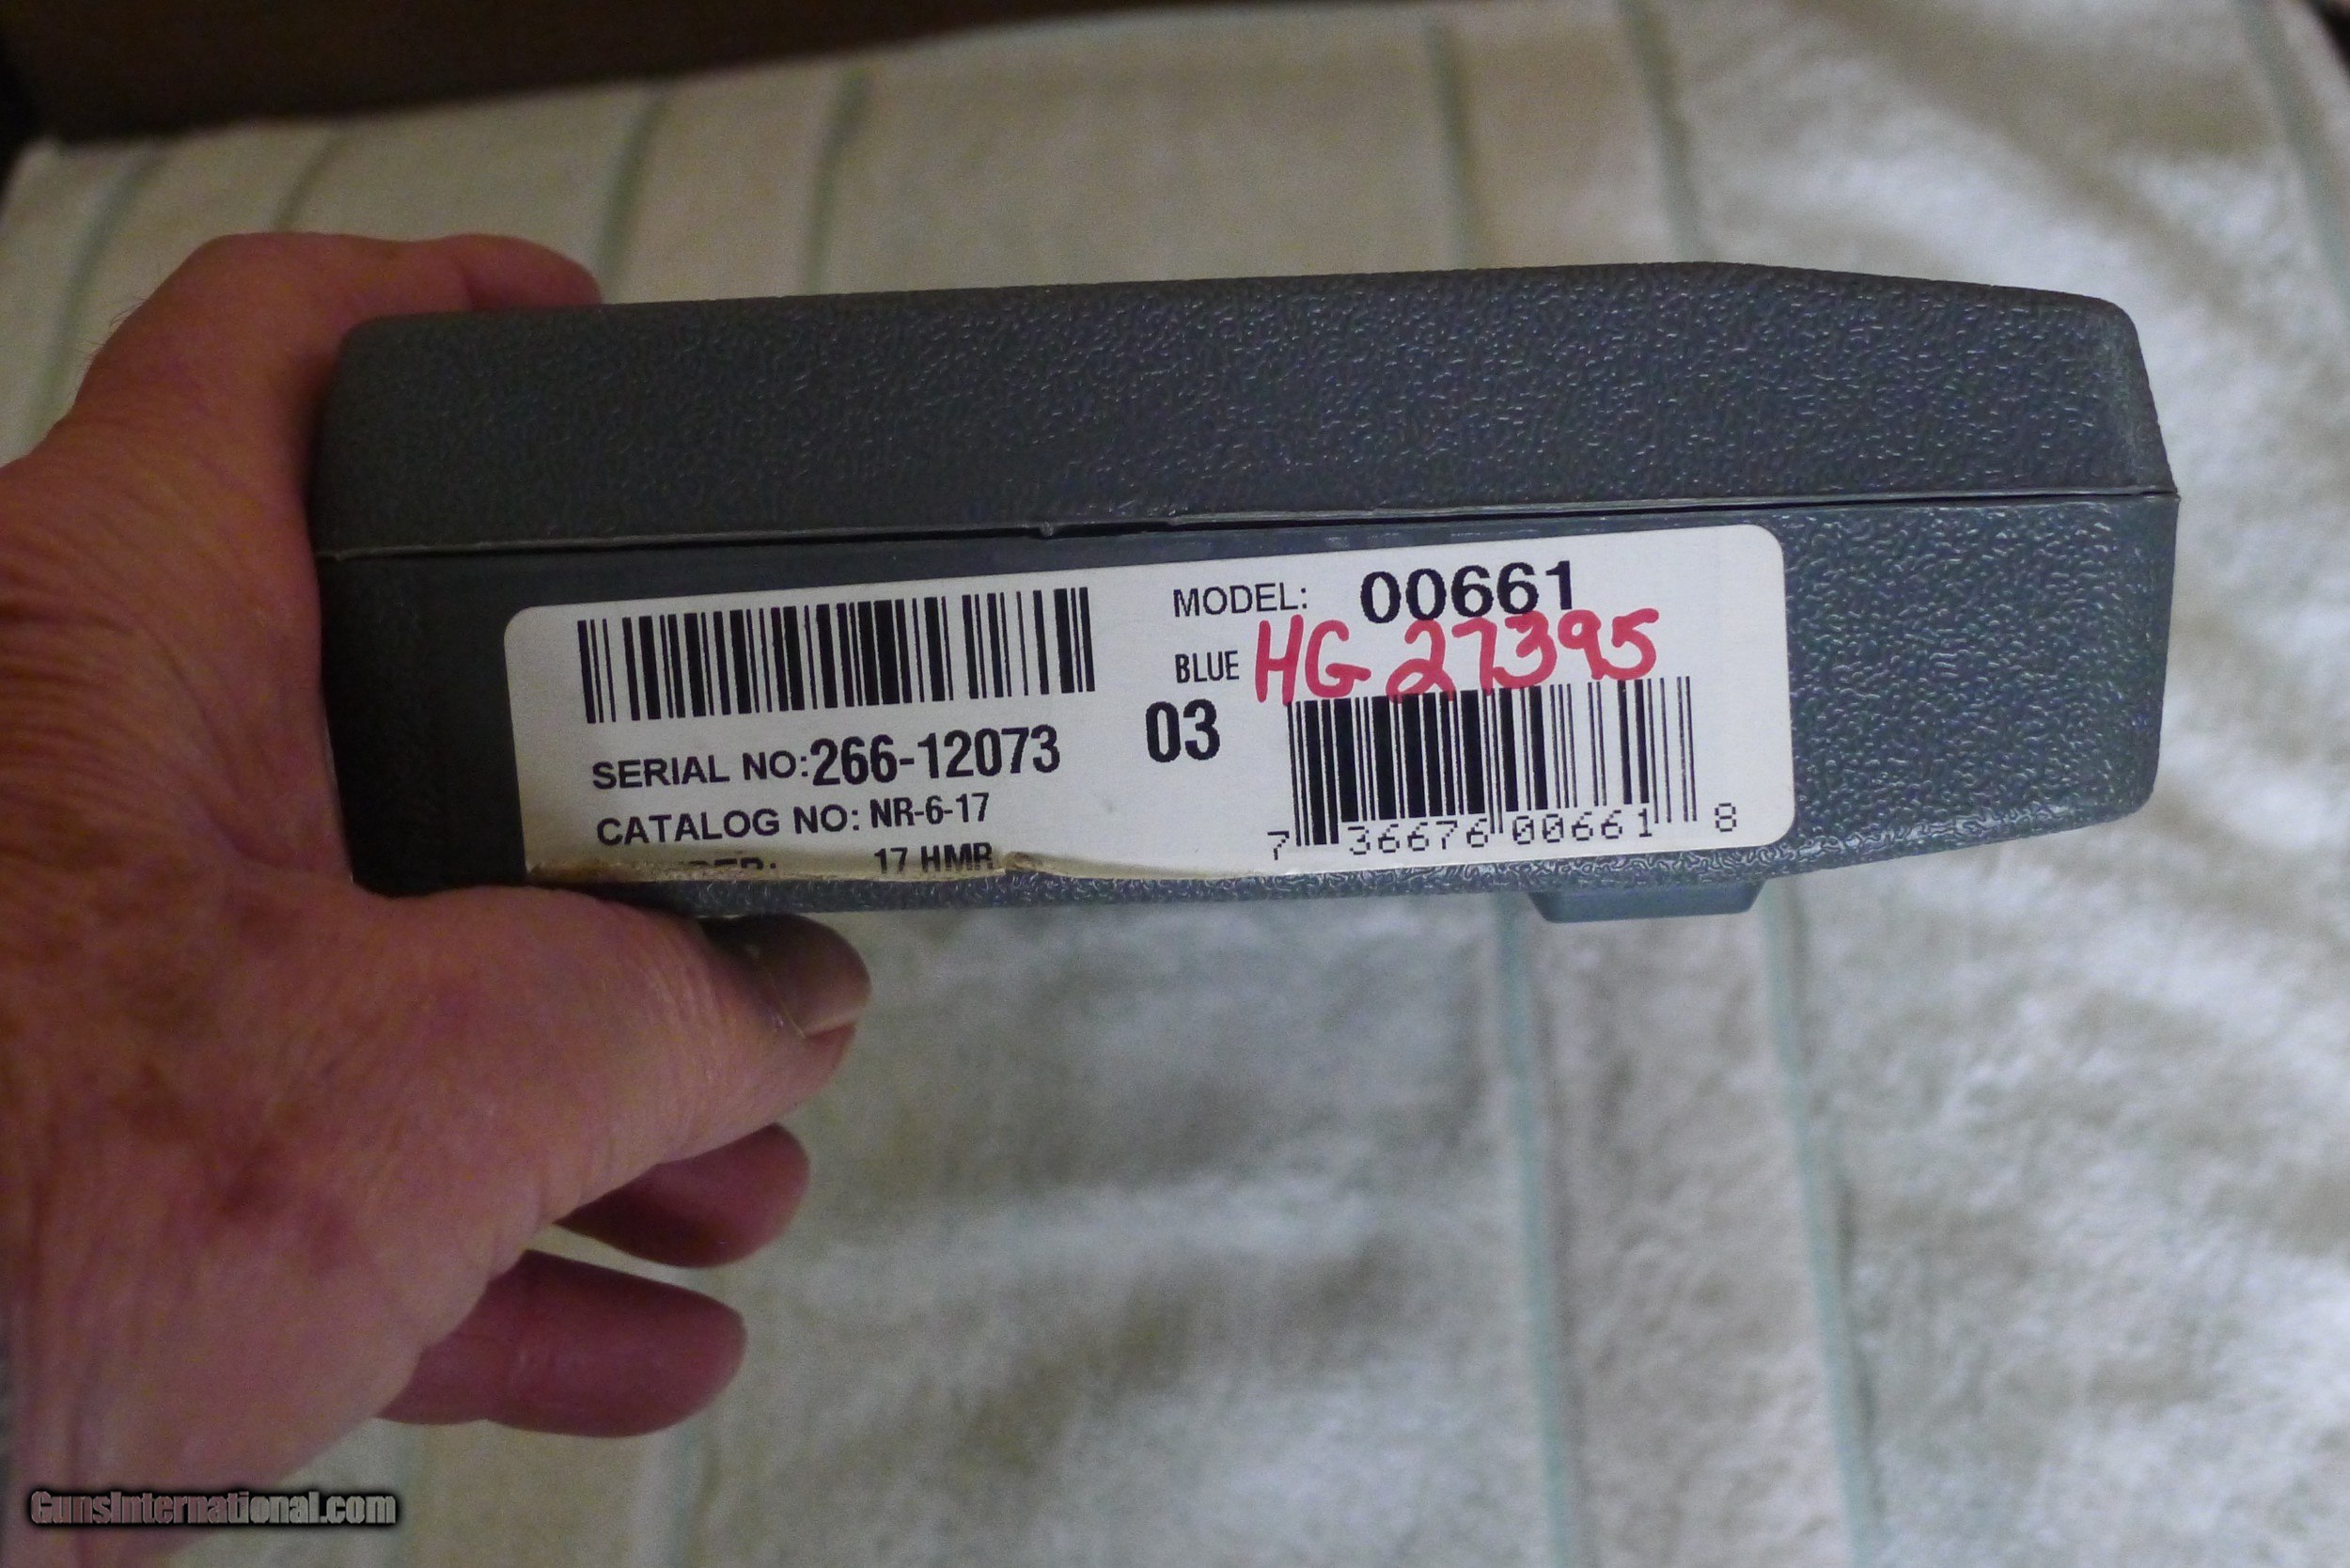 MODEL: 00661
BLUE HG 27395
03
SERIAL NO:266-12073
CATALOG NO: NR-6-17
17 HMR
7 36676 00661 8
GunsInternational.com